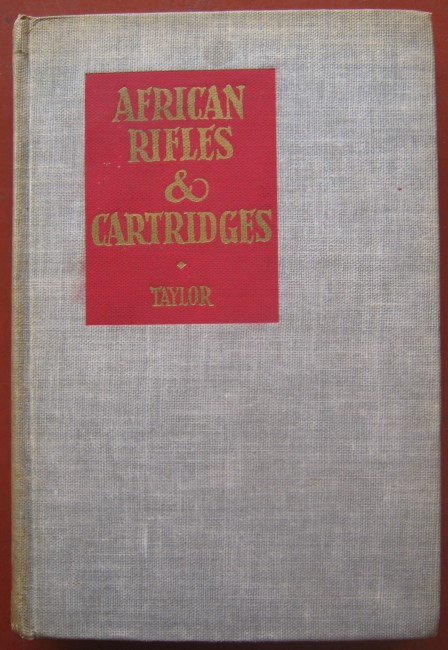 AFRICAN
RIFLES
&
CARTRIDGES
TAYLOR